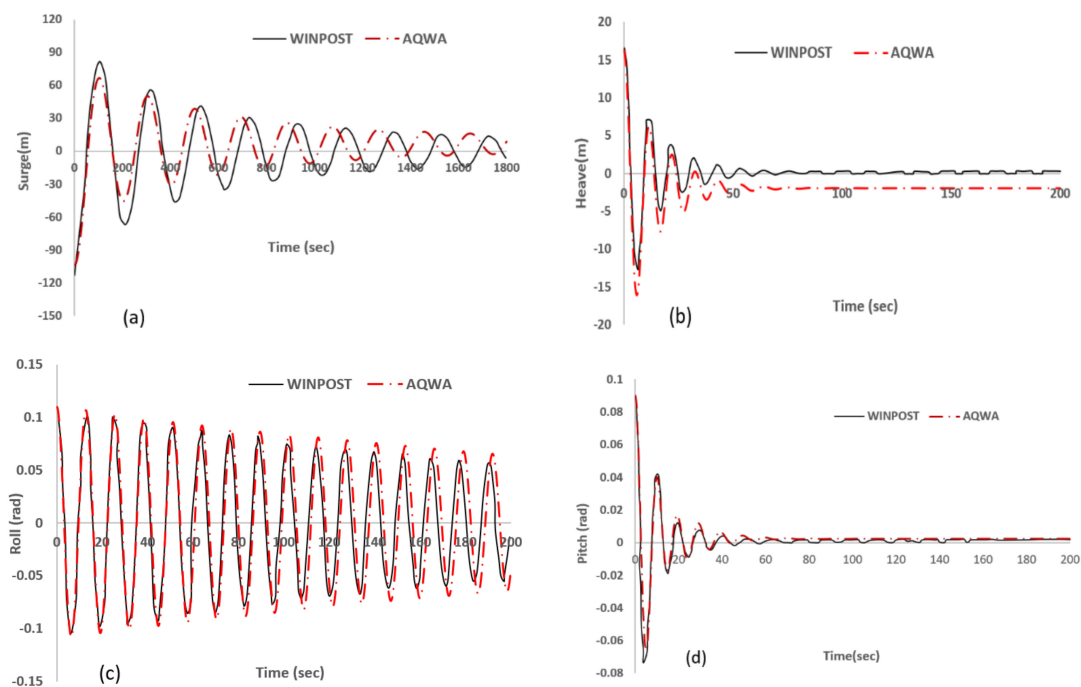 120
90
60
30
0
-30
-60
-90
-120
-150
Surge(m)
WINPOST
AQWA
0 200 400 600 800 1000 1200 1400 1600 1800
Time (sec)
(a)
20
15
10
5
0
-5
-10
-15
-20
Heave(m)
WINPOST
AQWA
0 50 100 150 200
Time (sec)
(b)
0.15
0.1
0.05
0
-0.05
-0.1
-0.15
Roll (rad)
WINPOST
AQWA
0 20 40 60 80 100 120 140 160 180 200
Time (sec)
(c)
0.1
0.08
0.06
0.04
0.02
0
-0.02
-0.04
-0.06
-0.08
Pitch (rad)
WINPOST
AQWA
0 20 40 60 80 100 120 140 160 180 200
Time(sec)
(d)